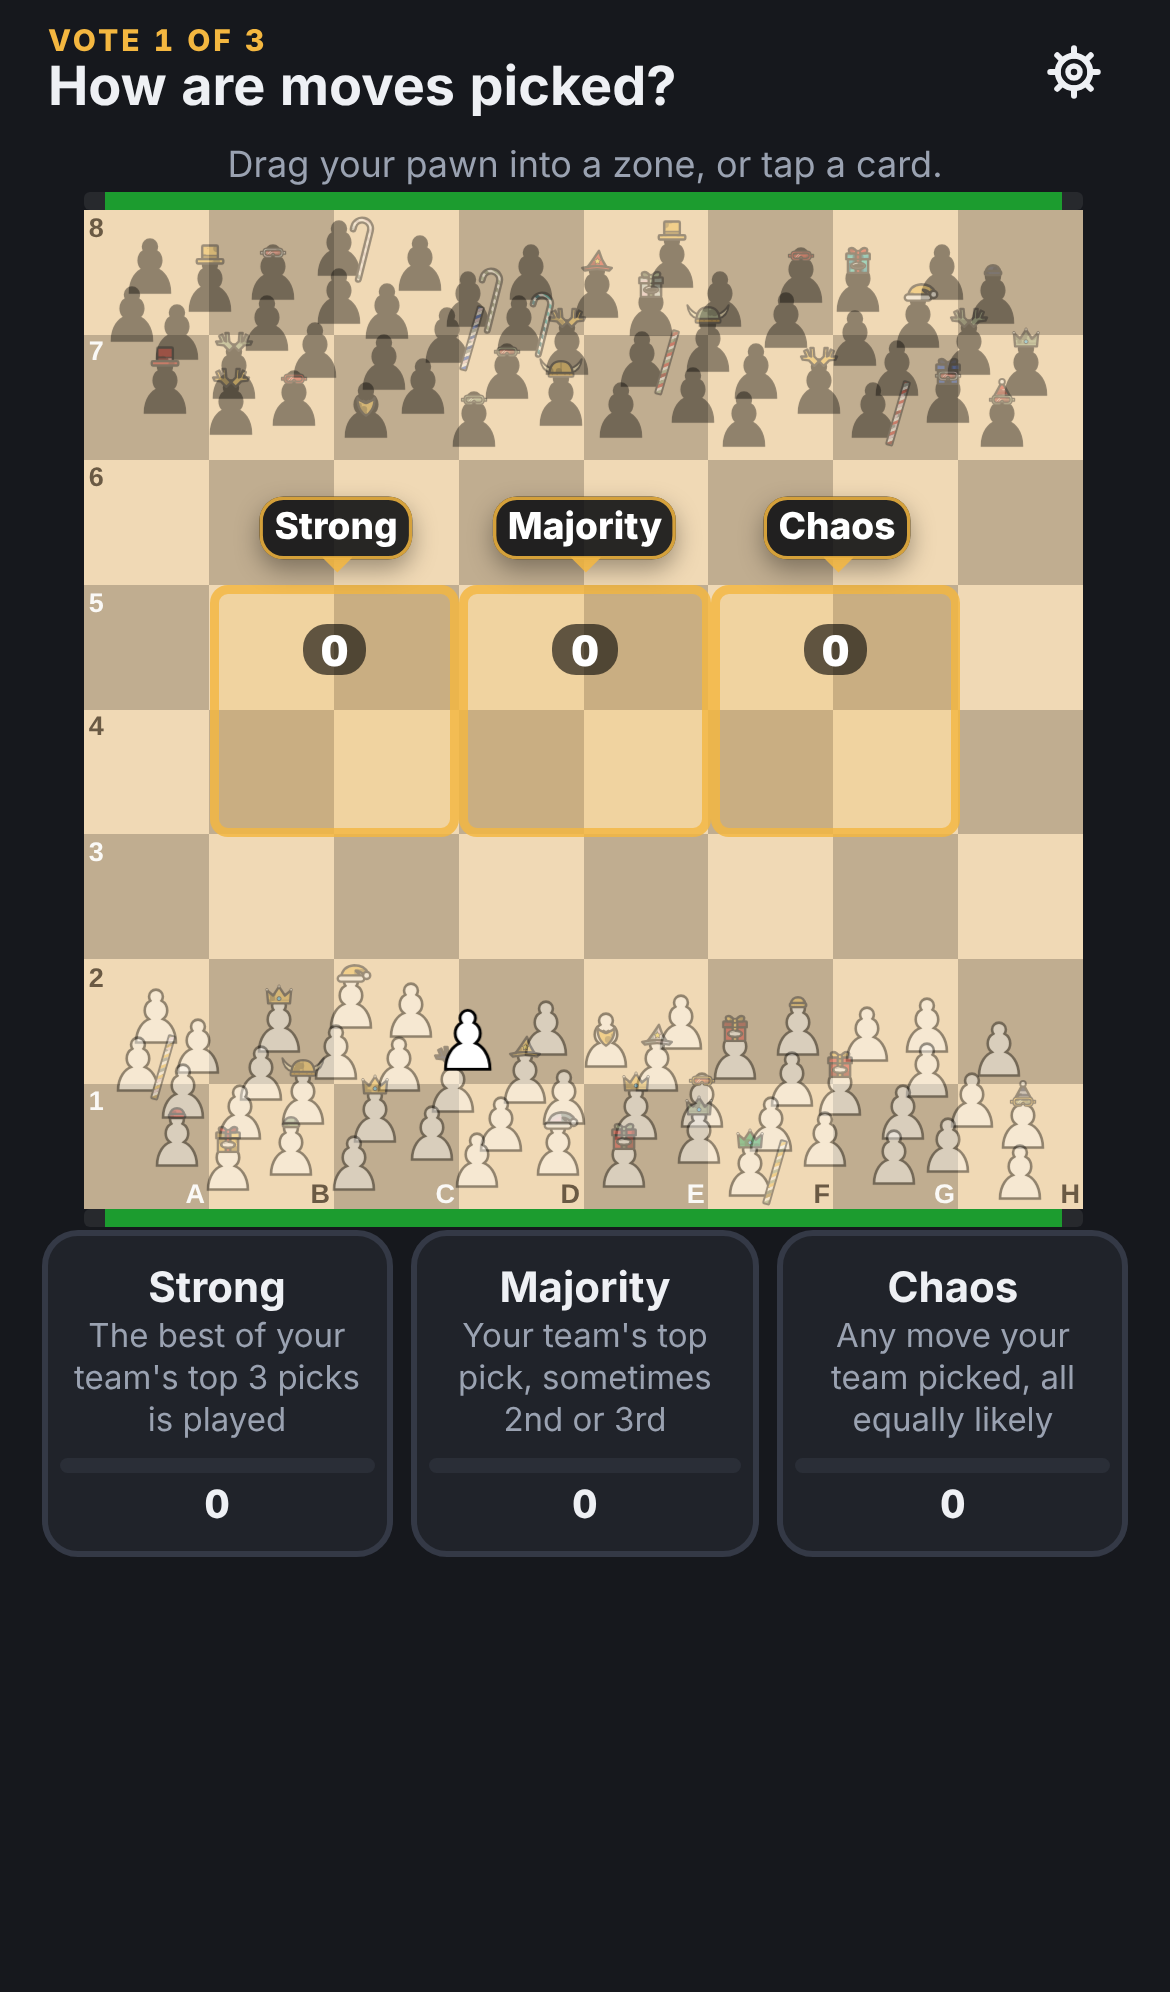 VOTE 1 OF 3
How are moves picked?
Drag your pawn into a zone, or tap a card.
8
7
6
Strong Majority Chaos
5
0 0 0
4
3
2
1
A B C D E F G H
Strong
The best of your
team's top 3 picks
is played
0
Majority
Your team's top
pick, sometimes
2nd or 3rd
0
Chaos
Any move your
team picked, all
equally likely
0